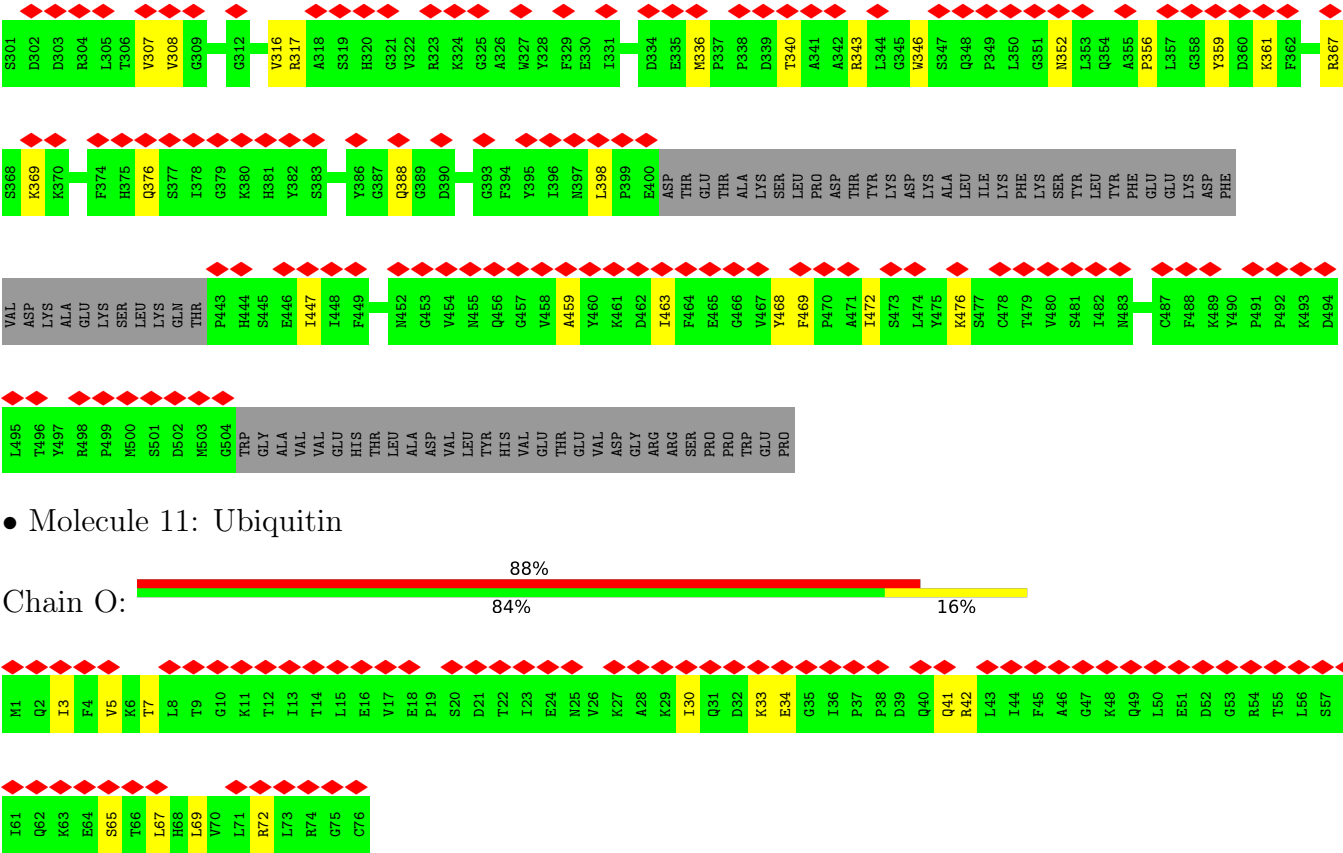 S301 D302 D303 R304 L305 T306 V307 V308 G309 G312 V316 R317 A318 S319 H320 G321 V322 R323 K324 G325 A326 W327 Y328 F329 E330 I331 D334 E335 M336 P337 P338 D339 T340 A341 A342 R343 L344 G345 W346 S347 Q348 P349 L350 G351 N352 L353 Q354 A355 P356 L357 G358 Y359 D360 K361 F362 R367
S368 K369 K370 F374 H375 Q376 S377 I378 G379 K380 H381 Y382 S383 Y386 G387 Q388 G389 D390 G393 F394 Y395 I396 N397 L398 P399 E400 ASP THR GLU THR ALA LYS SER LEU PRO ASP THR TYR LYS ASP LYS ALA LEU ILE LYS PHE LYS SER TYR LEU TYR PHE GLU GLU LYS ASP PHE
VAL ASP LYS ALA GLU LYS SER LEU LYS GLN THR P443 H444 S445 E446 I447 I448 F449 N452 G453 V454 N455 Q456 G457 V458 A459 Y460 K461 D462 I463 F464 E465 G466 V467 Y468 F469 P470 A471 I472 S473 L474 Y475 K476 S477 C478 T479 V480 S481 I482 N483 C487 F488 K489 Y490 P491 P492 K493 D494
L495 T496 Y497 R498 P499 M500 S501 D502 M503 G504 TRP GLY ALA VAL VAL GLU HIS THR LEU ALA ASP VAL LEU TYR HIS VAL GLU THR GLU VAL ASP GLY ARG ARG SER PRO PRO TRP GLU PRO
• Molecule 11: Ubiquitin
88%
Chain O:
84% 16%
M1 Q2 I3 F4 V5 K6 T7 L8 T9 G10 K11 T12 I13 T14 L15 E16 V17 E18 P19 S20 D21 T22 I23 E24 N25 V26 K27 A28 K29 I30 Q31 D32 K33 E34 G35 I36 P37 P38 D39 Q40 Q41 R42 L43 I44 F45 A46 G47 K48 Q49 L50 E51 D52 G53 R54 T55 L56 S57
I61 Q62 K63 E64 S65 T66 L67 H68 L69 V70 L71 R72 L73 R74 G75 C76